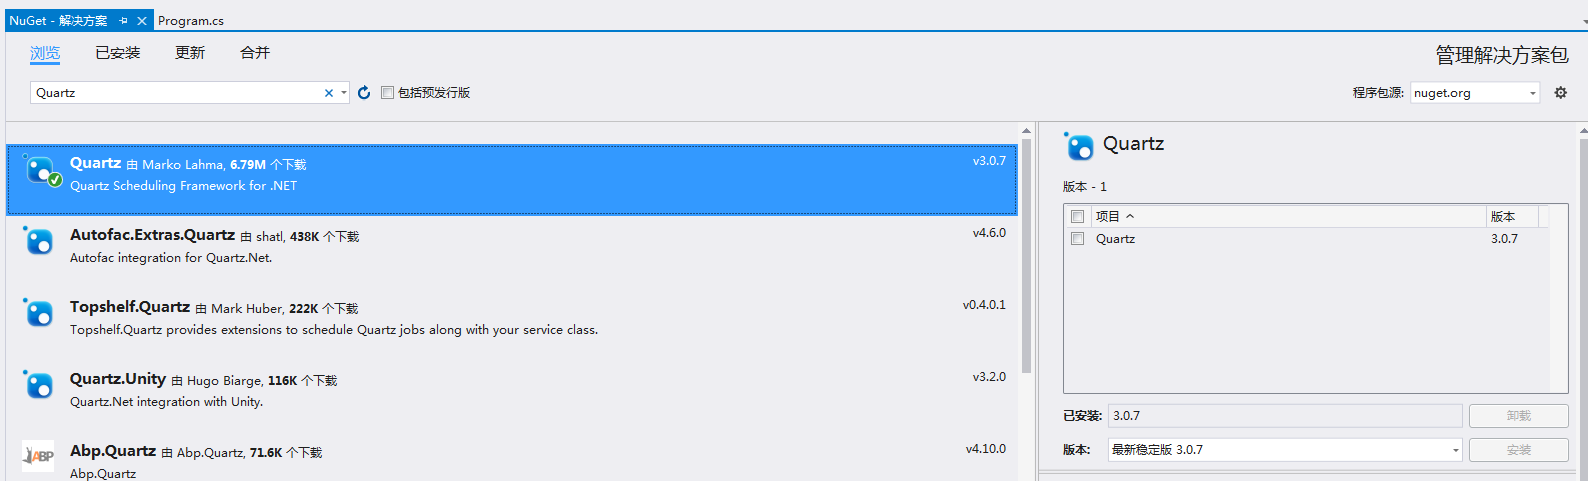 NuGet - 解决方案 Program.cs
浏览 已安装 更新 合并 管理解决方案包
Quartz 包括预发行版 程序包源: nuget.org
Quartz 由 Marko Lahma, 6.79M 个下载 v3.0.7
Quartz Scheduling Framework for .NET
Autofac.Extras.Quartz 由 shatl, 438K 个下载 v4.6.0
Autofac integration for Quartz.Net.
Topshelf.Quartz 由 Mark Huber, 222K 个下载 v0.4.0.1
Topshelf.Quartz provides extensions to schedule Quartz jobs along with your service class.
Quartz.Unity 由 Hugo Biarge, 116K 个下载 v3.2.0
Quartz.Net integration with Unity.
ABP
Abp.Quartz 由 Abp.Quartz, 71.6K 个下载 v4.10.0
Abp.Quartz
Quartz
版本 - 1
项目 版本
Quartz 3.0.7
已安装: 3.0.7 卸载
版本: 最新稳定版 3.0.7 安装